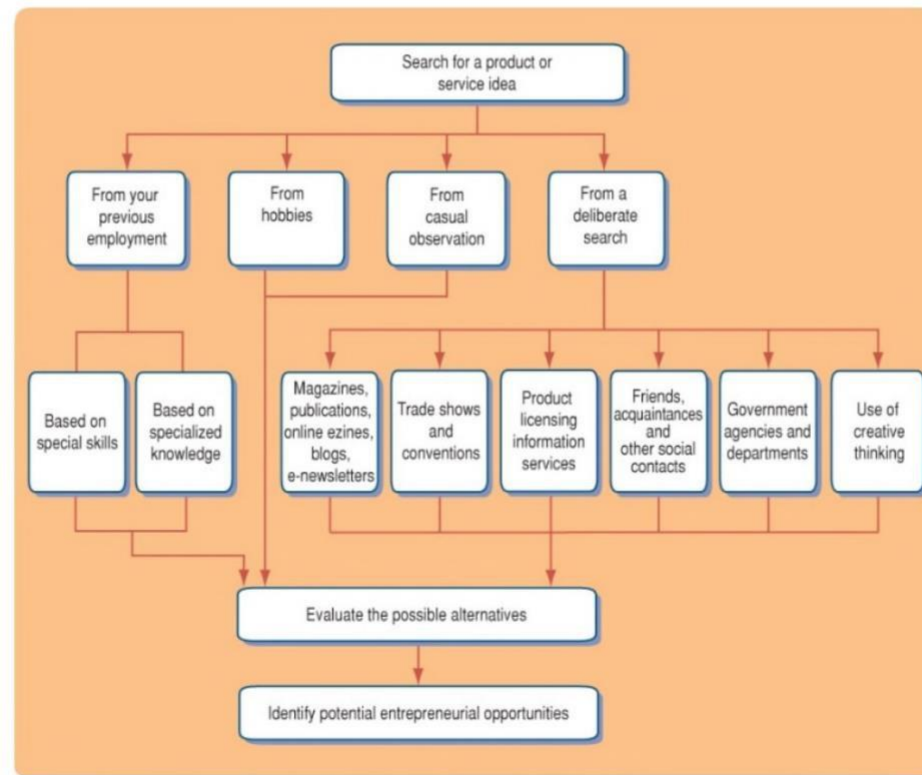 Search for a product or
service idea
From your
previous
employment
From
hobbies
From
casual
observation
From a
deliberate
search
Based on
special skills
Based on
specialized
knowledge
Magazines,
publications,
online ezines,
blogs,
e-newsletters
Trade shows
and
conventions
Product
licensing
information
services
Friends,
acquaintances
and
other social
contacts
Government
agencies and
departments
Use of
creative
thinking
Evaluate the possible alternatives
Identify potential entrepreneurial opportunities